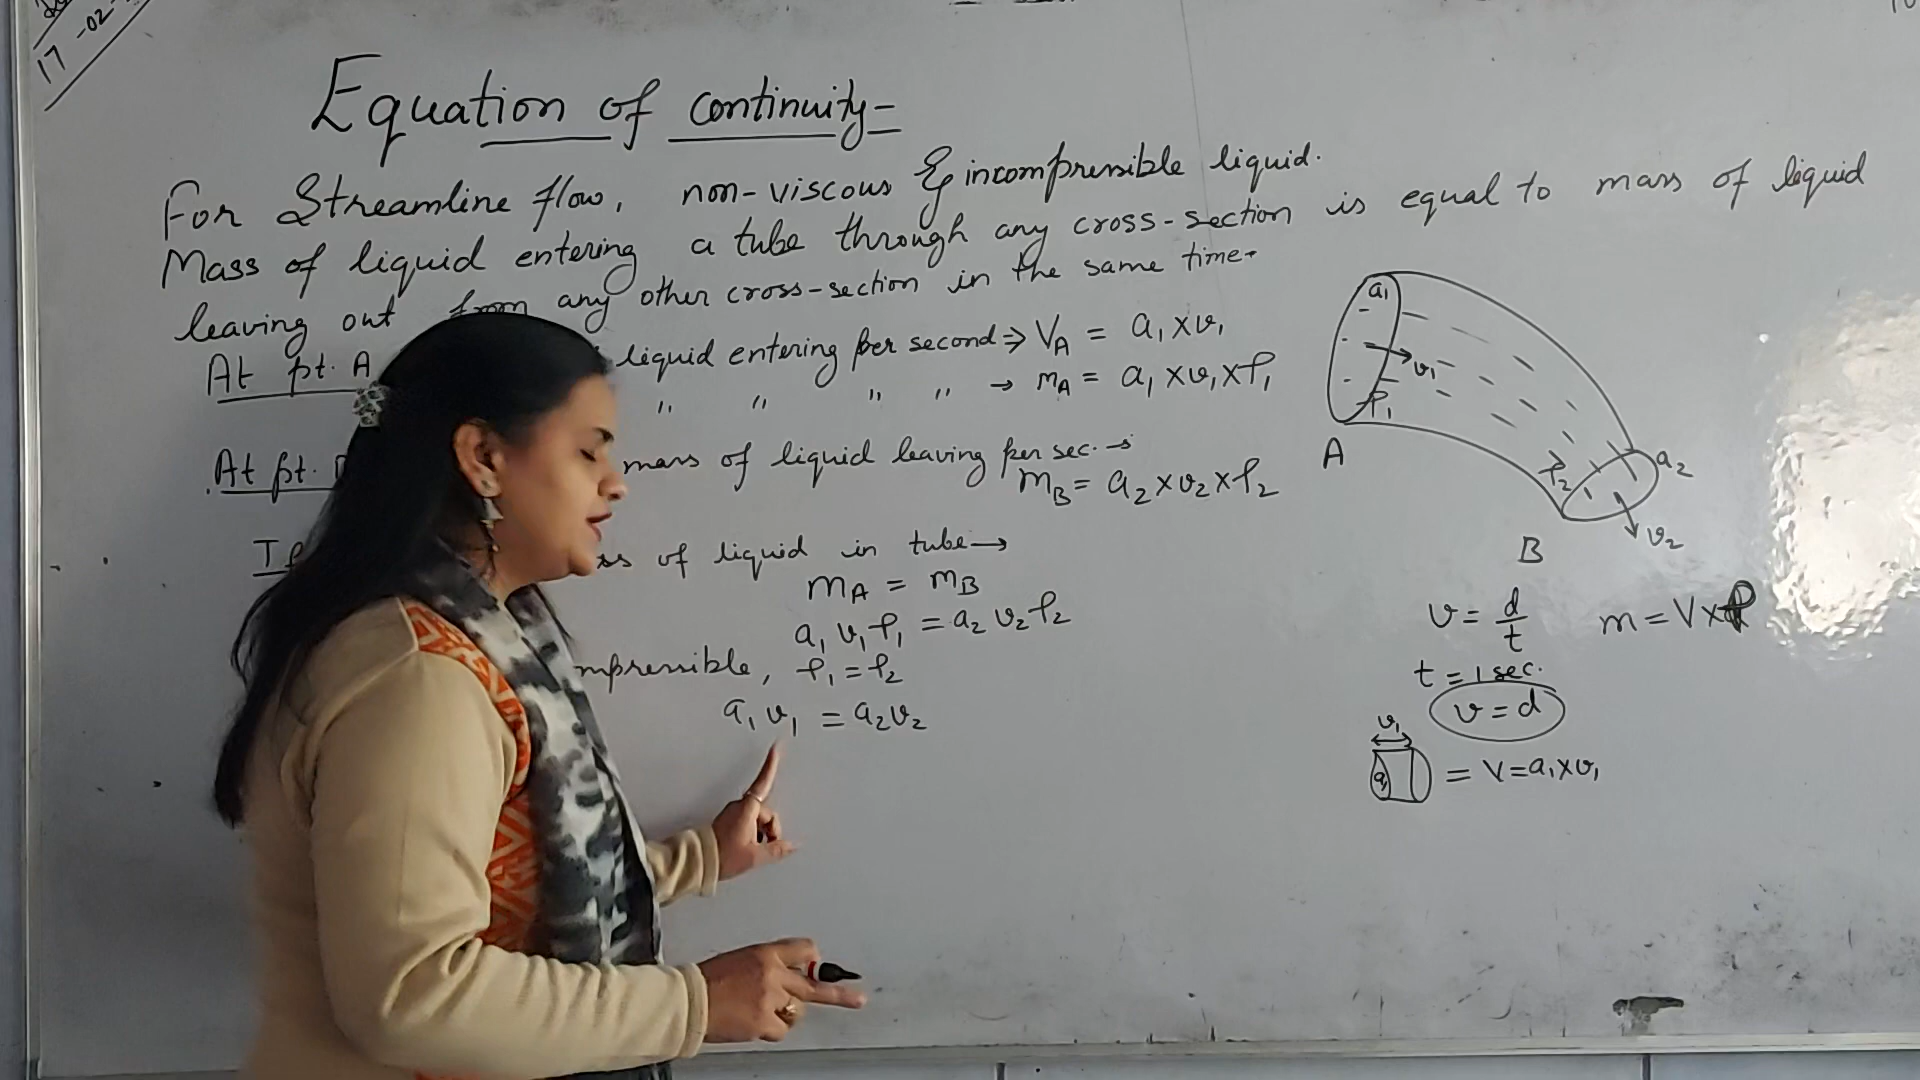 17-02-
Equation of continuity-
For Streamline flow, non-viscous & incompressible liquid.
Mass of liquid entering a tube through any cross-section is equal to mass of liquid
leaving out from any other cross-section in the same time.
At pt. A liquid entering per second ⇒ V_A = a₁ x v₁
" " " " → m_A = a₁ x v₁ x ρ₁
At pt. mass of liquid leaving per sec. →
m_B = a₂ x v₂ x ρ₂
of liquid in tube →
m_A = m_B
a₁ v₁ ρ₁ = a₂ v₂ ρ₂
mpressible, ρ₁ = ρ₂
a₁ v₁ = a₂ v₂
a₁
v₁
ρ₁
A
ρ₂
a₂
v₂
B
v = d/t m = V x ρ
t = 1 sec.
v = d
v₁
a₁ = V = a₁ x v₁